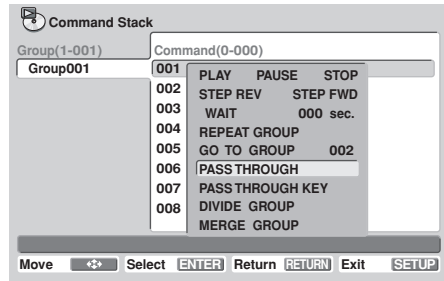 Command Stack
Group(1-001) Command(0-000)
Group001 001
002
003
004
005
006
007
008
PLAY PAUSE STOP
STEP REV STEP FWD
WAIT 000 sec.
REPEAT GROUP
GO TO GROUP 002
PASS THROUGH
PASS THROUGH KEY
DIVIDE GROUP
MERGE GROUP
Move Select ENTER Return RETURN Exit SETUP